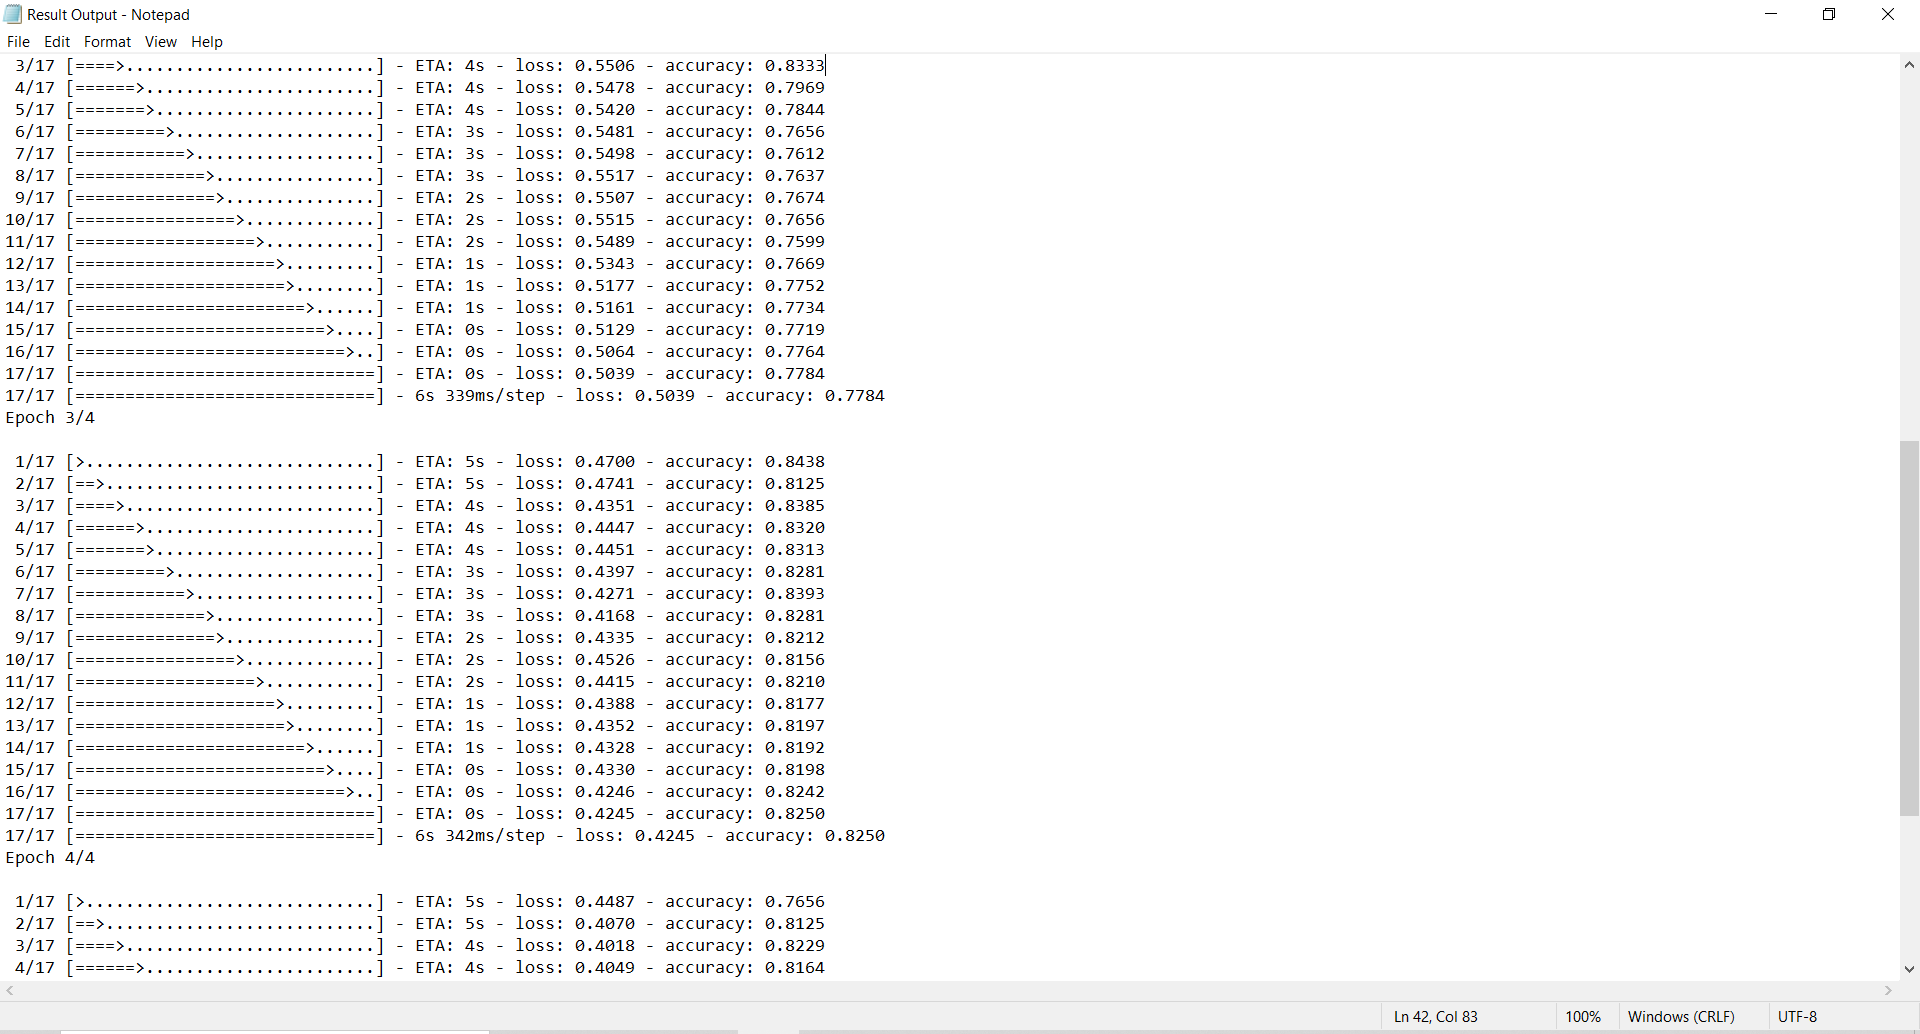 Result Output - Notepad
File Edit Format View Help
3/17 [====>.........................] - ETA: 4s - loss: 0.5506 - accuracy: 0.8333
4/17 [======>.......................] - ETA: 4s - loss: 0.5478 - accuracy: 0.7969
5/17 [=======>......................] - ETA: 4s - loss: 0.5420 - accuracy: 0.7844
6/17 [=========>....................] - ETA: 3s - loss: 0.5481 - accuracy: 0.7656
7/17 [===========>..................] - ETA: 3s - loss: 0.5498 - accuracy: 0.7612
8/17 [=============>................] - ETA: 3s - loss: 0.5517 - accuracy: 0.7637
9/17 [==============>...............] - ETA: 2s - loss: 0.5507 - accuracy: 0.7674
10/17 [================>.............] - ETA: 2s - loss: 0.5515 - accuracy: 0.7656
11/17 [==================>...........] - ETA: 2s - loss: 0.5489 - accuracy: 0.7599
12/17 [====================>.........] - ETA: 1s - loss: 0.5343 - accuracy: 0.7669
13/17 [=====================>........] - ETA: 1s - loss: 0.5177 - accuracy: 0.7752
14/17 [=======================>......] - ETA: 1s - loss: 0.5161 - accuracy: 0.7734
15/17 [=========================>....] - ETA: 0s - loss: 0.5129 - accuracy: 0.7719
16/17 [===========================>..] - ETA: 0s - loss: 0.5064 - accuracy: 0.7764
17/17 [==============================] - ETA: 0s - loss: 0.5039 - accuracy: 0.7784
17/17 [==============================] - 6s 339ms/step - loss: 0.5039 - accuracy: 0.7784
Epoch 3/4
1/17 [>.............................] - ETA: 5s - loss: 0.4700 - accuracy: 0.8438
2/17 [==>...........................] - ETA: 5s - loss: 0.4741 - accuracy: 0.8125
3/17 [====>.........................] - ETA: 4s - loss: 0.4351 - accuracy: 0.8385
4/17 [======>.......................] - ETA: 4s - loss: 0.4447 - accuracy: 0.8320
5/17 [=======>......................] - ETA: 4s - loss: 0.4451 - accuracy: 0.8313
6/17 [=========>....................] - ETA: 3s - loss: 0.4397 - accuracy: 0.8281
7/17 [===========>..................] - ETA: 3s - loss: 0.4271 - accuracy: 0.8393
8/17 [=============>................] - ETA: 3s - loss: 0.4168 - accuracy: 0.8281
9/17 [==============>...............] - ETA: 2s - loss: 0.4335 - accuracy: 0.8212
10/17 [================>.............] - ETA: 2s - loss: 0.4526 - accuracy: 0.8156
11/17 [==================>...........] - ETA: 2s - loss: 0.4415 - accuracy: 0.8210
12/17 [====================>.........] - ETA: 1s - loss: 0.4388 - accuracy: 0.8177
13/17 [=====================>........] - ETA: 1s - loss: 0.4352 - accuracy: 0.8197
14/17 [=======================>......] - ETA: 1s - loss: 0.4328 - accuracy: 0.8192
15/17 [=========================>....] - ETA: 0s - loss: 0.4330 - accuracy: 0.8198
16/17 [===========================>..] - ETA: 0s - loss: 0.4246 - accuracy: 0.8242
17/17 [==============================] - ETA: 0s - loss: 0.4245 - accuracy: 0.8250
17/17 [==============================] - 6s 342ms/step - loss: 0.4245 - accuracy: 0.8250
Epoch 4/4
1/17 [>.............................] - ETA: 5s - loss: 0.4487 - accuracy: 0.7656
2/17 [==>...........................] - ETA: 5s - loss: 0.4070 - accuracy: 0.8125
3/17 [====>.........................] - ETA: 4s - loss: 0.4018 - accuracy: 0.8229
4/17 [======>.......................] - ETA: 4s - loss: 0.4049 - accuracy: 0.8164
Ln 42, Col 83 100% Windows (CRLF) UTF-8